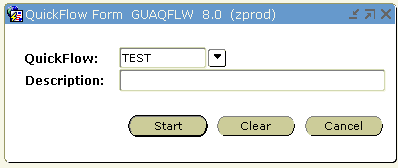 QuickFlow Form  GUAQFLW  8.0  (zprod)
QuickFlow: TEST
Description:
Start Clear Cancel